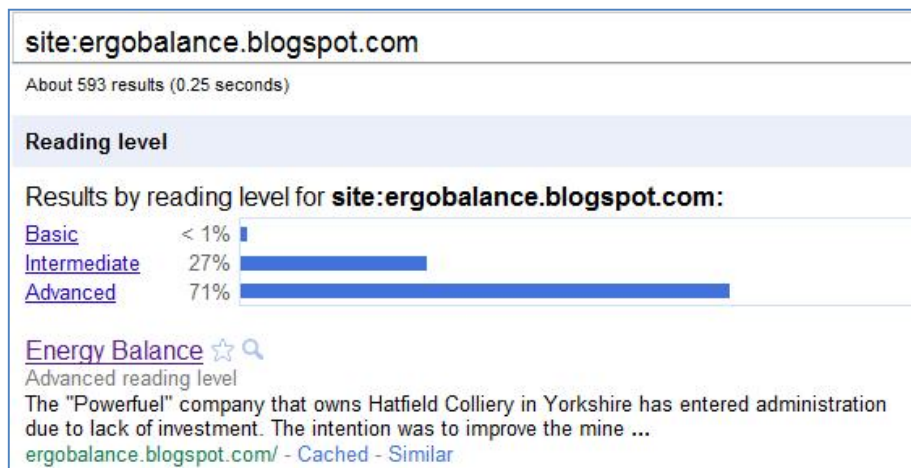 site:ergobalance.blogspot.com
About 593 results (0.25 seconds)
Reading level
Results by reading level for site:ergobalance.blogspot.com:
Basic < 1%
Intermediate 27%
Advanced 71%
Energy Balance
Advanced reading level
The "Powerfuel" company that owns Hatfield Colliery in Yorkshire has entered administration
due to lack of investment. The intention was to improve the mine ...
ergobalance.blogspot.com/ - Cached - Similar